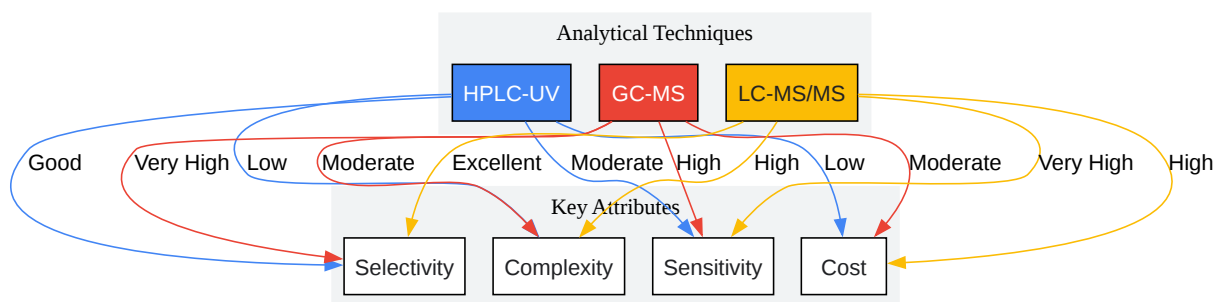 Analytical Techniques
HPLC-UV
GC-MS
LC-MS/MS
Good
Very High
Low
Moderate
Excellent
Moderate
High
High
Low
Moderate
Very High
High
Key Attributes
Selectivity
Complexity
Sensitivity
Cost